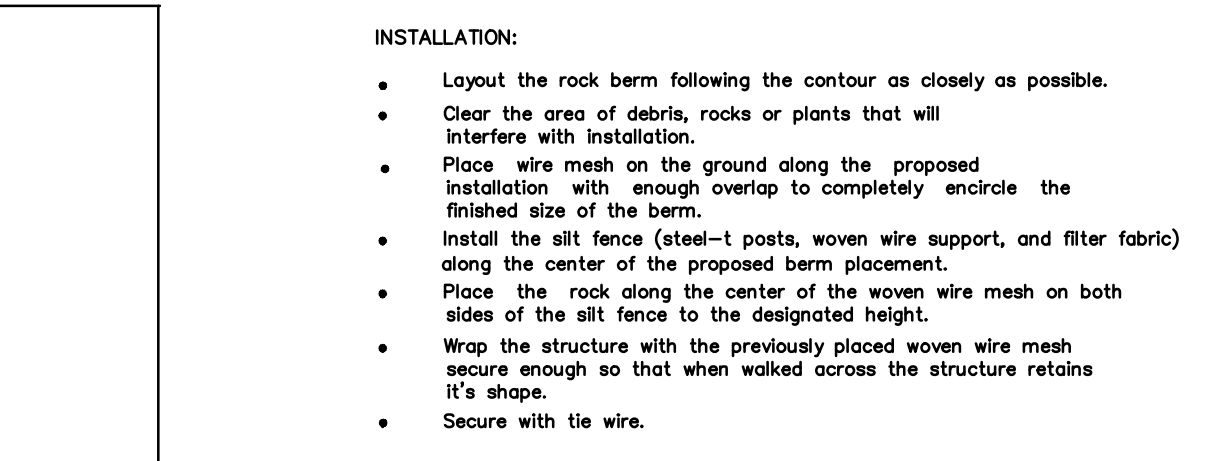 INSTALLATION:
• Layout the rock berm following the contour as closely as possible.
• Clear the area of debris, rocks or plants that will
interfere with installation.
• Place wire mesh on the ground along the proposed
installation with enough overlap to completely encircle the
finished size of the berm.
• Install the silt fence (steel-t posts, woven wire support, and filter fabric)
along the center of the proposed berm placement.
• Place the rock along the center of the woven wire mesh on both
sides of the silt fence to the designated height.
• Wrap the structure with the previously placed woven wire mesh
secure enough so that when walked across the structure retains
it's shape.
• Secure with tie wire.